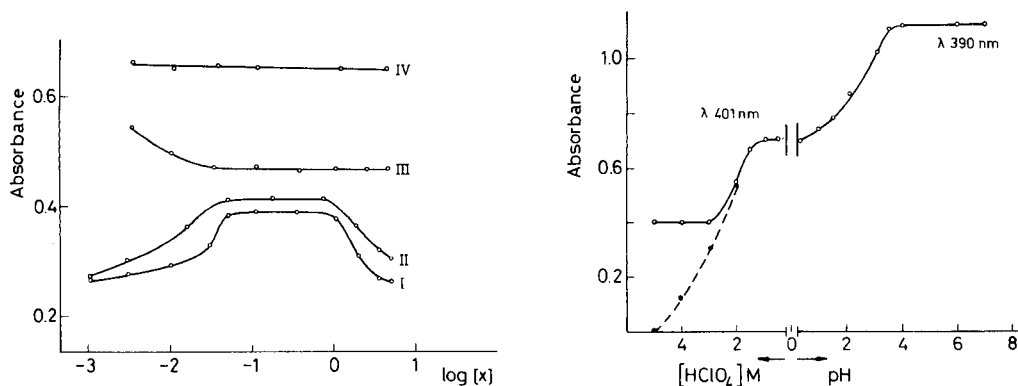 Absorbance
0.6
0.4
0.2
-3
-2
-1
0
1
log [x]
IV
III
II
I
Absorbance
1.0
0.6
0.2
λ 401 nm
λ 390 nm
4
2
0
2
4
6
8
[HClO₄] M
pH